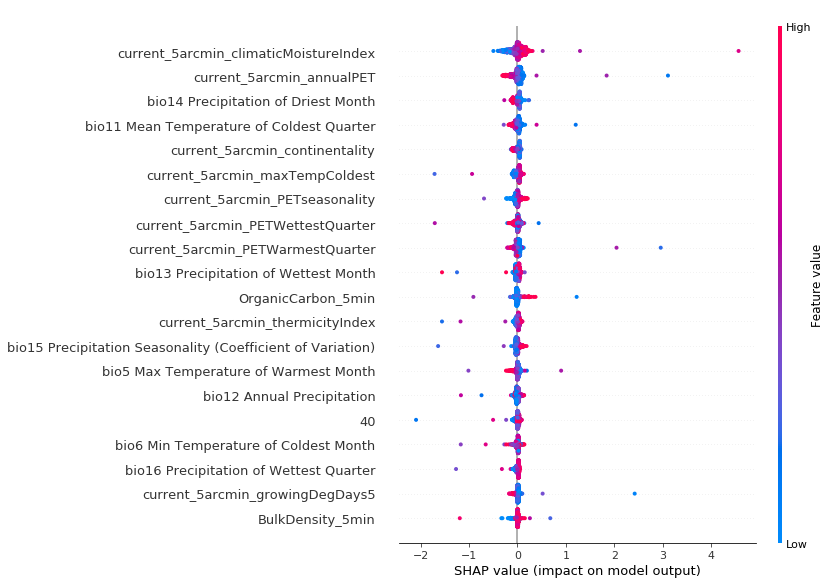 High
current_5arcmin_climaticMoistureIndex
current_5arcmin_annualPET
bio14 Precipitation of Driest Month
bio11 Mean Temperature of Coldest Quarter
current_5arcmin_continentality
current_5arcmin_maxTempColdest
current_5arcmin_PETseasonality
current_5arcmin_PETWettestQuarter
current_5arcmin_PETWarmestQuarter
bio13 Precipitation of Wettest Month
OrganicCarbon_5min
current_5arcmin_thermicityIndex
bio15 Precipitation Seasonality (Coefficient of Variation)
bio5 Max Temperature of Warmest Month
bio12 Annual Precipitation
40
bio6 Min Temperature of Coldest Month
bio16 Precipitation of Wettest Quarter
current_5arcmin_growingDegDays5
BulkDensity_5min
Feature value
Low
−2 −1 0 1 2 3 4
SHAP value (impact on model output)